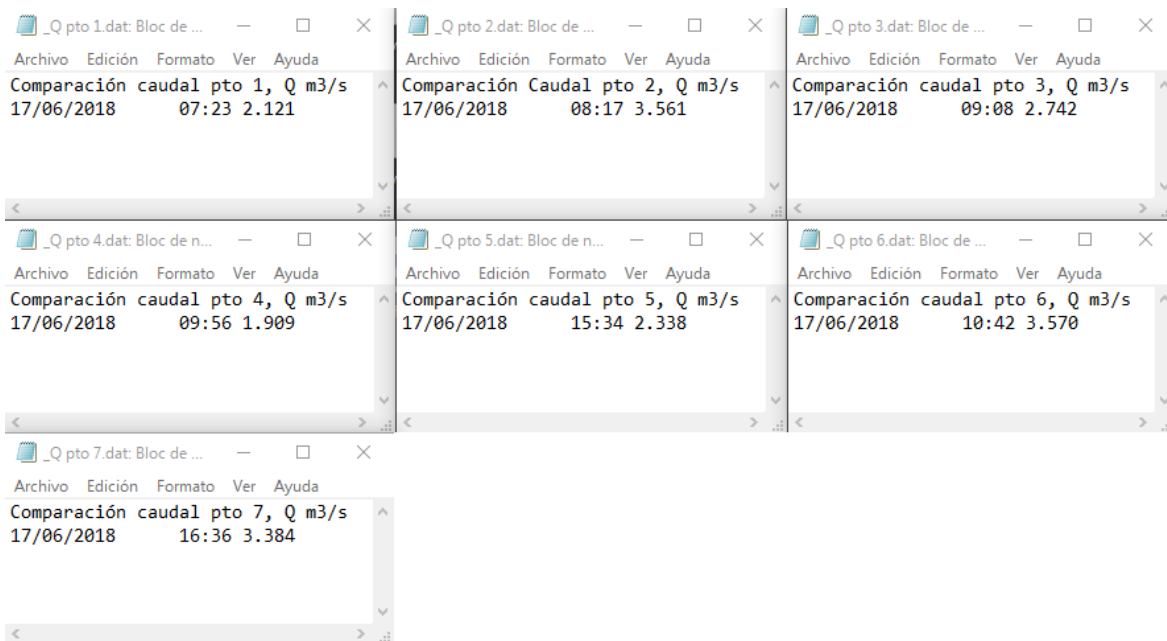 _Q pto 1.dat: Bloc de ...
Archivo Edición Formato Ver Ayuda
Comparación caudal pto 1, Q m3/s
17/06/2018 07:23 2.121
_Q pto 2.dat: Bloc de ...
Archivo Edición Formato Ver Ayuda
Comparación Caudal pto 2, Q m3/s
17/06/2018 08:17 3.561
_Q pto 3.dat: Bloc de ...
Archivo Edición Formato Ver Ayuda
Comparación caudal pto 3, Q m3/s
17/06/2018 09:08 2.742
_Q pto 4.dat: Bloc de n...
Archivo Edición Formato Ver Ayuda
Comparación caudal pto 4, Q m3/s
17/06/2018 09:56 1.909
_Q pto 5.dat: Bloc de n...
Archivo Edición Formato Ver Ayuda
Comparación caudal pto 5, Q m3/s
17/06/2018 15:34 2.338
_Q pto 6.dat: Bloc de ...
Archivo Edición Formato Ver Ayuda
Comparación caudal pto 6, Q m3/s
17/06/2018 10:42 3.570
_Q pto 7.dat: Bloc de ...
Archivo Edición Formato Ver Ayuda
Comparación caudal pto 7, Q m3/s
17/06/2018 16:36 3.384